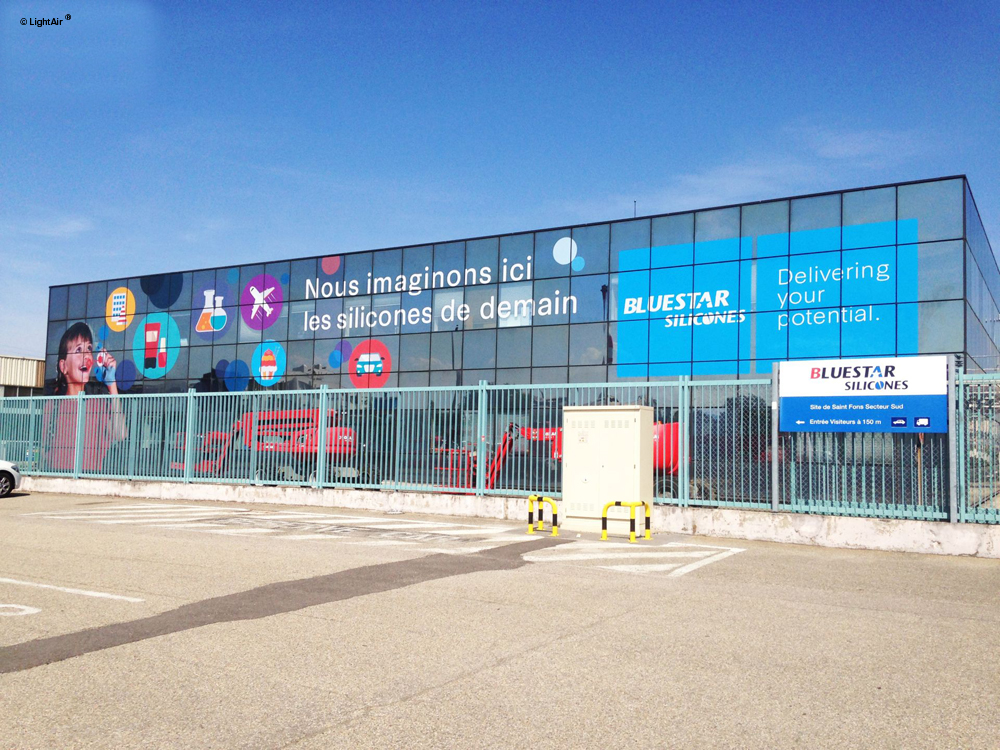 © LightAir ®
Nous imaginons ici
les silicones de demain
BLUESTAR
SILICONES
Delivering
your
potential.
BLUESTAR
SILICONES
Site de Saint Fons Secteur Sud
← Entrée Visiteurs à 150 m